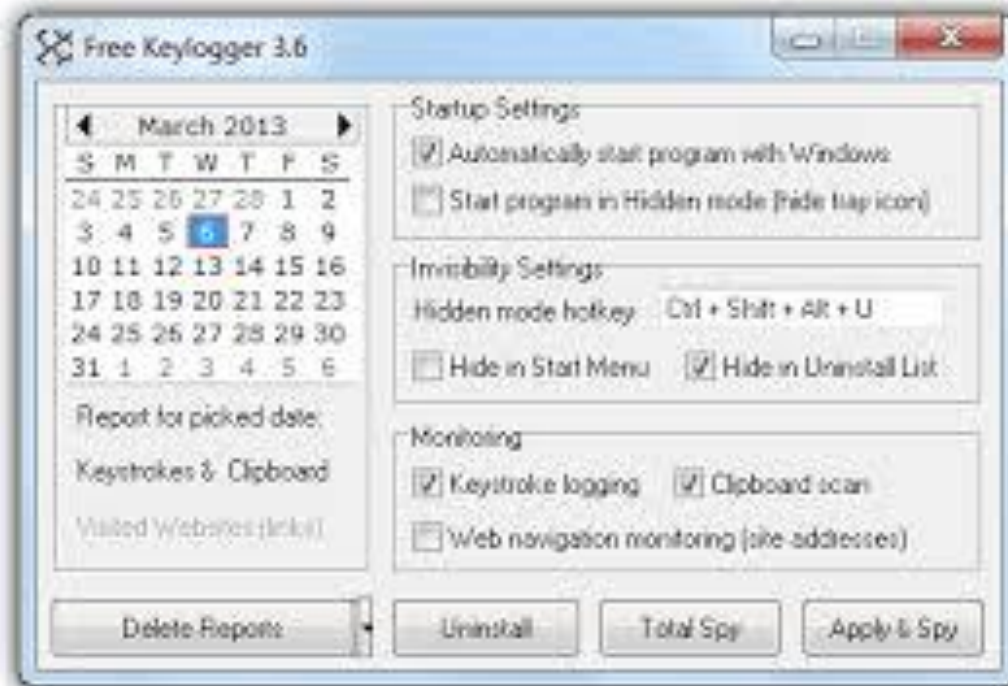 Free Keylogger 3.6
March 2013
S M T W T F S
24 25 26 27 28 1 2
3 4 5 6 7 8 9
10 11 12 13 14 15 16
17 18 19 20 21 22 23
24 25 26 27 28 29 30
31 1 2 3 4 5 6
Report for picked date:
Keystrokes & Clipboard
Visited Websites (links)
Startup Settings
Automatically start program with Windows
Start program in Hidden mode (hide tray icon)
Invisibility Settings
Hidden mode hotkey Ctrl + Shift + Alt + U
Hide in Start Menu Hide in Uninstall List
Monitoring
Keystroke logging Clipboard scan
Web navigation monitoring (site addresses)
Delete Reports Uninstall Total Spy Apply & Spy